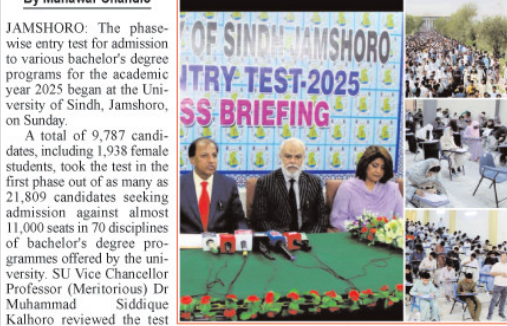 By Munawar Chandio
JAMSHORO: The phase-
wise entry test for admission
to various bachelor's degree
programs for the academic
year 2025 began at the Uni-
versity of Sindh, Jamshoro,
on Sunday.
A total of 9,787 candi-
dates, including 1,938 female
students, took the test in the
first phase out of as many as
21,809 candidates seeking
admission against almost
11,000 seats in 70 disciplines
of bachelor's degree pro-
grammes offered by the uni-
versity. SU Vice Chancellor
Professor (Meritorious) Dr
Muhammad Siddique
Kalhoro reviewed the test
OF SINDH, JAMSHORO
NTRY TEST-2025
SS BRIEFING